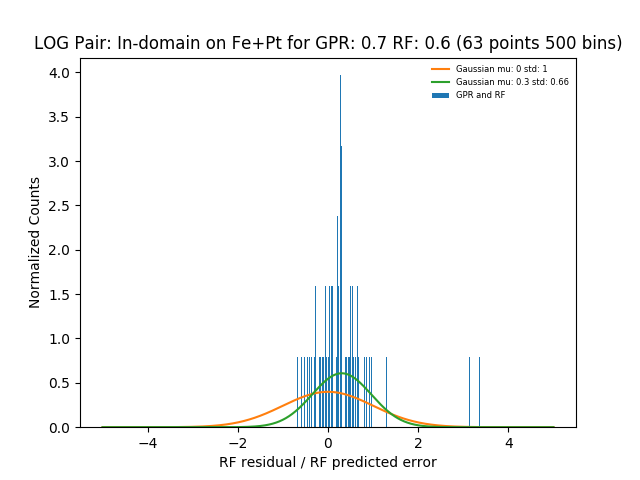 LOG Pair: In-domain on Fe+Pt for GPR: 0.7 RF: 0.6 (63 points 500 bins)
Gaussian mu: 0 std: 1
Gaussian mu: 0.3 std: 0.66
GPR and RF
Normalized Counts
4.0
3.5
3.0
2.5
2.0
1.5
1.0
0.5
0.0
−4 −2 0 2 4
RF residual / RF predicted error